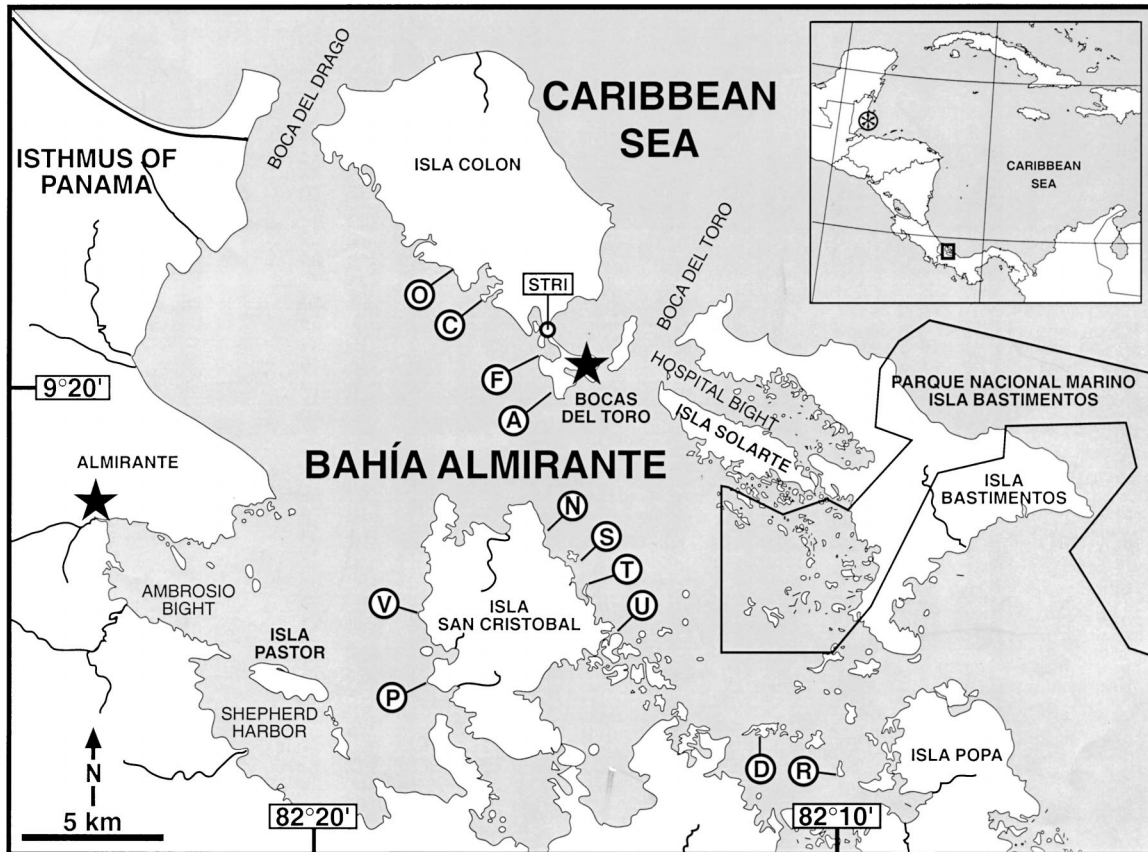 BOCA DEL DRAGO
CARIBBEAN
SEA
ISTHMUS OF
PANAMA
ISLA COLON
CARIBBEAN
SEA
BOCA DEL TORO
O
C
STRI
F
A
BOCAS
DEL TORO
9°20'
HOSPITAL BIGHT
ISLA SOLARTE
PARQUE NACIONAL MARINO
ISLA BASTIMENTOS
ALMIRANTE
BAHÍA ALMIRANTE
ISLA
BASTIMENTOS
N
S
T
U
AMBROSIO
BIGHT
V
ISLA
SAN CRISTOBAL
ISLA
PASTOR
P
SHEPHERD
HARBOR
D
R
ISLA POPA
N
5 km
82°20'
82°10'